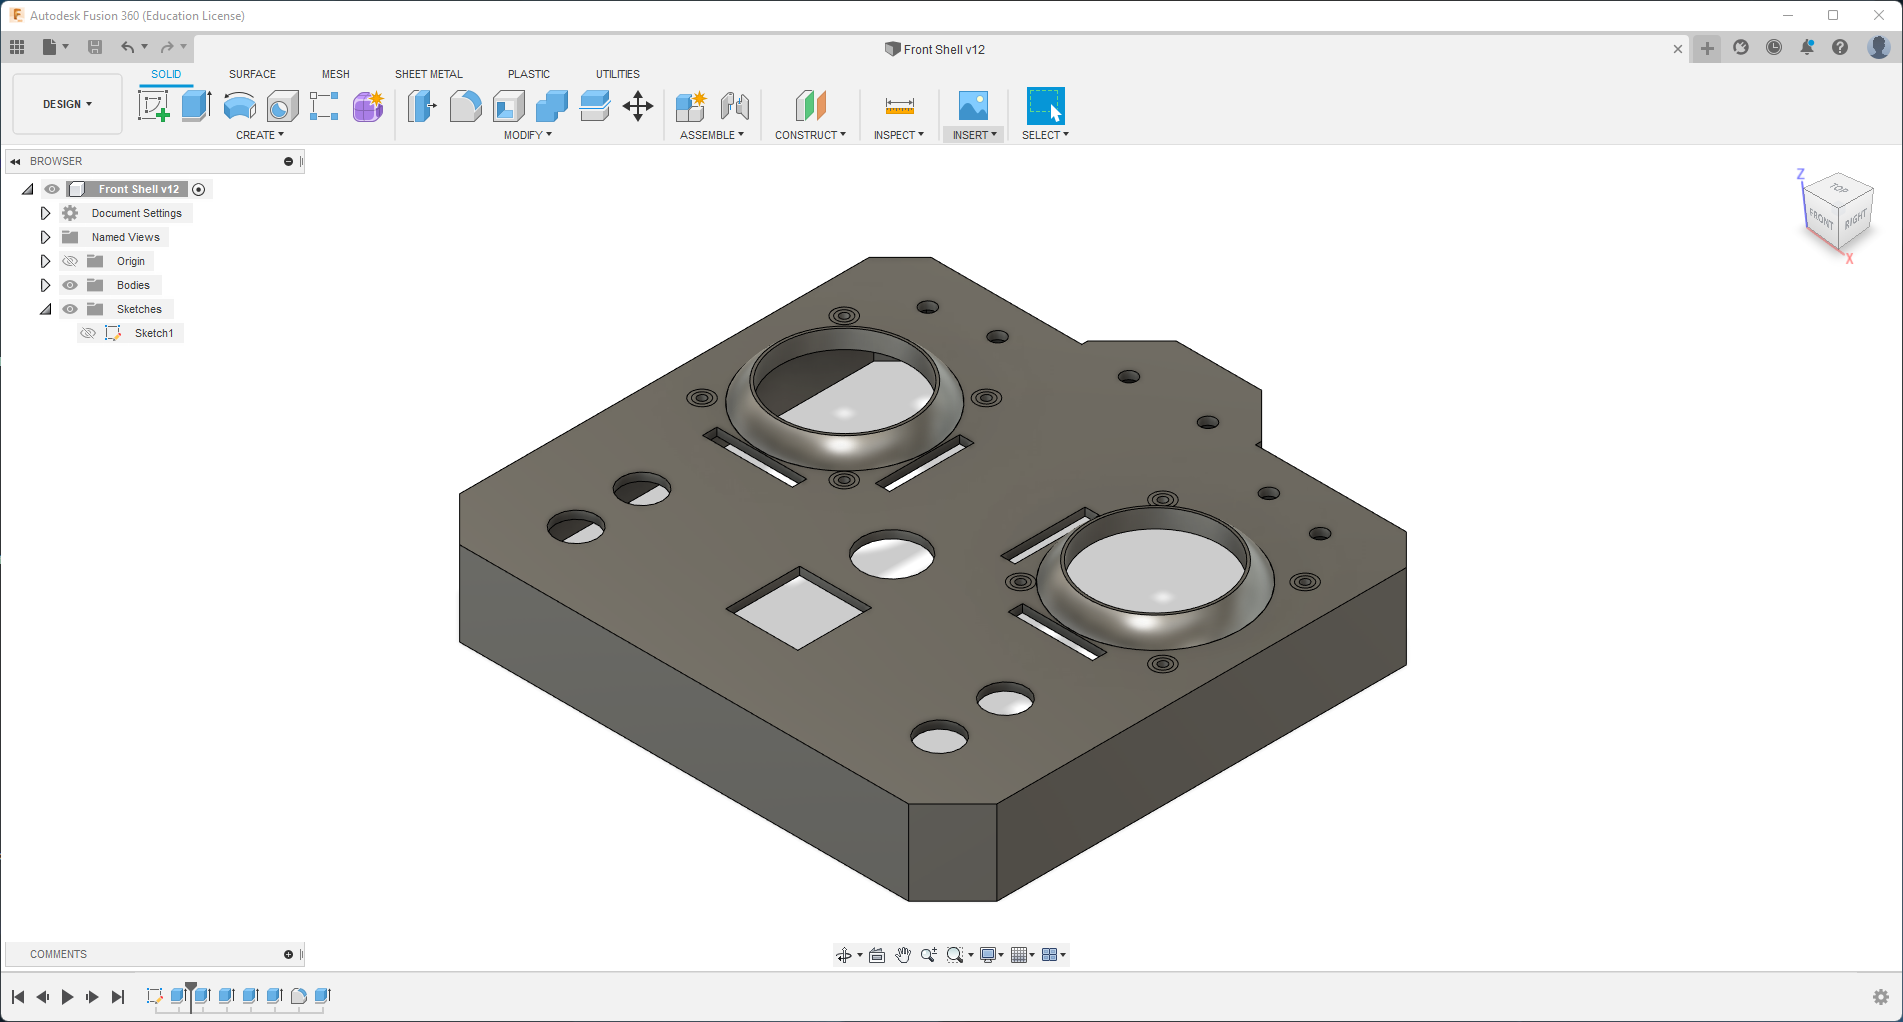 Autodesk Fusion 360 (Education License)
Front Shell v12
SOLID SURFACE MESH SHEET METAL PLASTIC UTILITIES
DESIGN
CREATE MODIFY ASSEMBLE CONSTRUCT INSPECT INSERT SELECT
BROWSER
Front Shell v12
Document Settings
Named Views
Origin
Bodies
Sketches
Sketch1
Z
TOP
FRONT RIGHT
X
COMMENTS